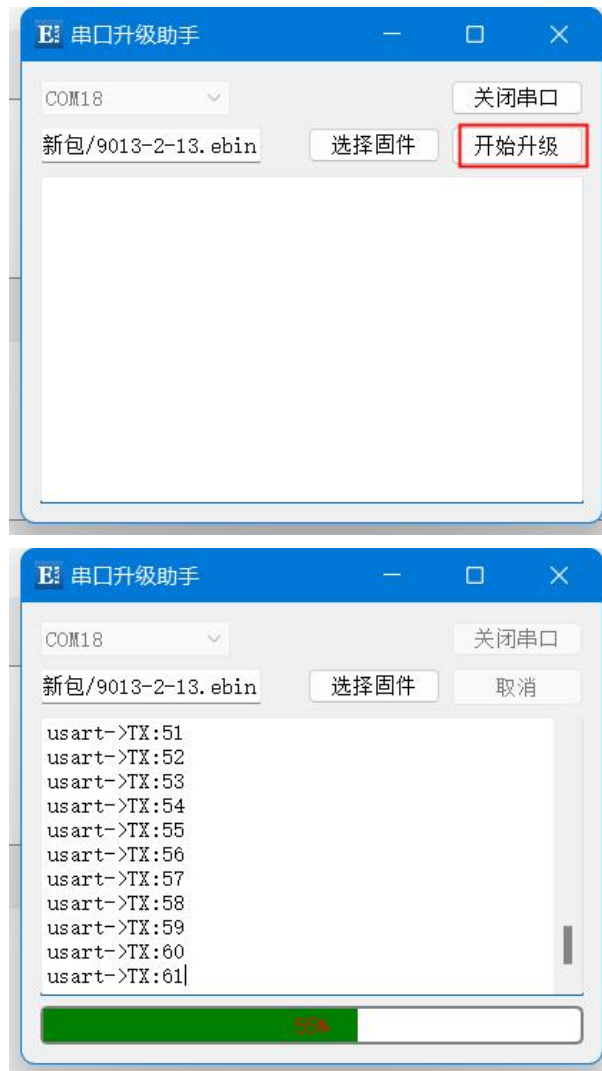 串口升级助手
COM18
关闭串口
新包/9013-2-13.ebin
选择固件
开始升级
串口升级助手
COM18
关闭串口
新包/9013-2-13.ebin
选择固件
取消
usart->TX:51
usart->TX:52
usart->TX:53
usart->TX:54
usart->TX:55
usart->TX:56
usart->TX:57
usart->TX:58
usart->TX:59
usart->TX:60
usart->TX:61